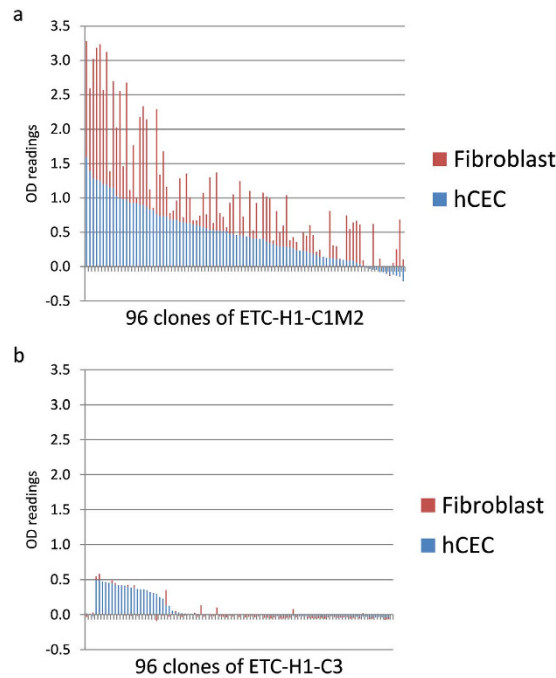 a
3.5
3.0
2.5
2.0
1.5
1.0
0.5
0.0
-0.5
OD readings
Fibroblast
hCEC
96 clones of ETC-H1-C1M2
b
3.5
3.0
2.5
2.0
1.5
1.0
0.5
0.0
-0.5
OD readings
Fibroblast
hCEC
96 clones of ETC-H1-C3